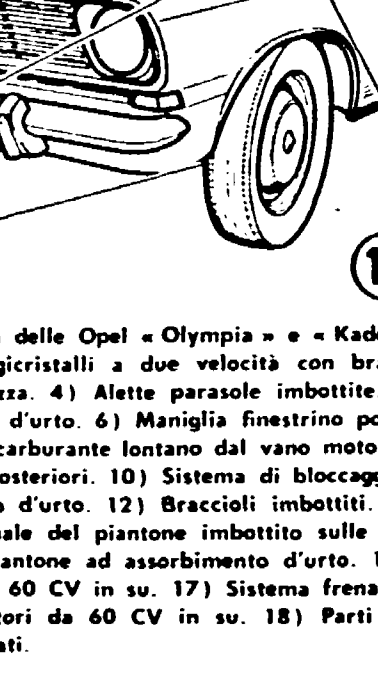 1
delle Opel « Olympia » e « Kad
gicristalli a due velocità con br
zza. 4) Alette parasole imbottite
d'urto. 6) Maniglia finestrino po
carburante lontano dal vano moto
osteriori. 10) Sistema di bloccagg
o d'urto. 12) Braccioli imbottiti.
ale del piantone imbottito sulle
antone ad assorbimento d'urto. 1
60 CV in su. 17) Sistema frena
tori da 60 CV in su. 18) Parti
ati.